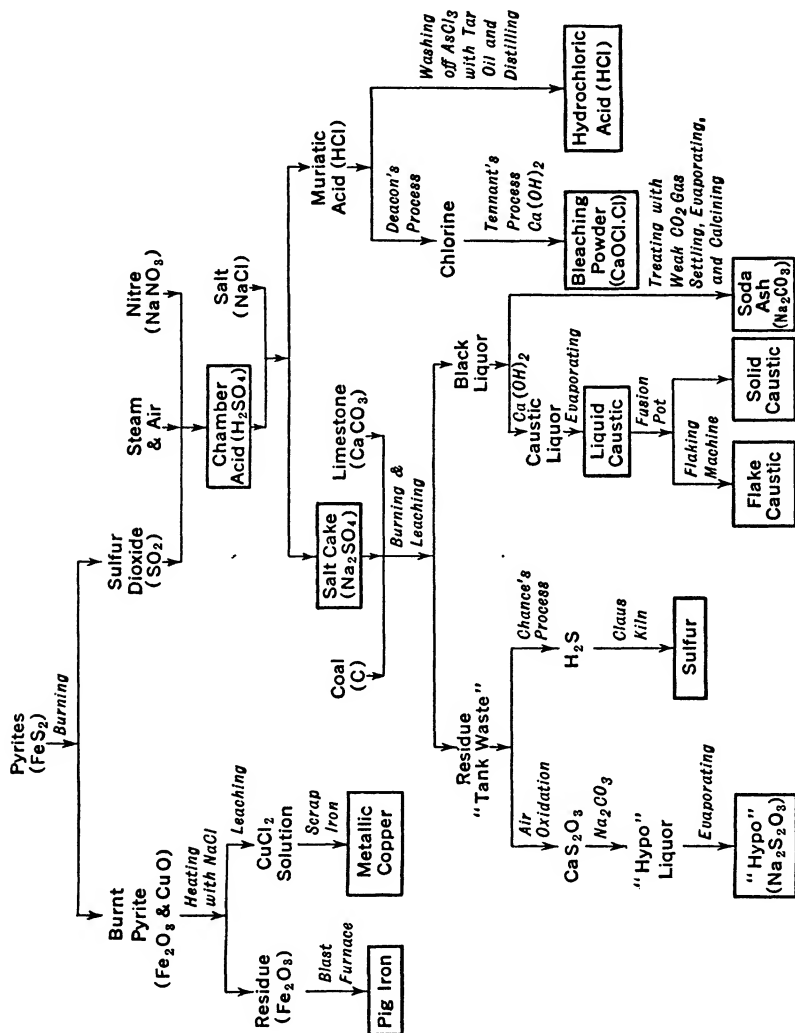 Pyrites
(FeS2)
Burning
Burnt
Pyrite
(Fe2O3 & CuO)
Sulfur
Dioxide
(SO2)
Steam
& Air
Nitre
(NaNO3)
Heating
with NaCl
Chamber
Acid (H2SO4)
Salt
(NaCl)
Leaching
Residue
(Fe2O3)
CuCl2
Solution
Blast
Furnace
Scrap
Iron
Pig Iron
Metallic
Copper
Coal
(C)
Salt Cake
(Na2SO4)
Limestone
(CaCO3)
Muriatic
Acid (HCl)
Burning &
Leaching
Deacon's
Process
Washing
off AsCl3
with Tar
Oil and
Distilling
Chlorine
Tennant's
Process
Ca(OH)2
Residue
"Tank Waste"
Black
Liquor
Bleaching
Powder
(CaOCl.Cl)
Hydrochloric
Acid (HCl)
Air
Oxidation
Chance's
Process
Ca(OH)2
Treating with
Weak CO2 Gas
Settling, Evaporating,
and Calcining
CaS2O3
H2S
Caustic
Liquor
Na2CO3
Claus
Kiln
Evaporating
"Hypo"
Liquor
Sulfur
Liquid
Caustic
Evaporating
Fusion
Pot
Flaking
Machine
"Hypo"
(Na2S2O3)
Flake
Caustic
Solid
Caustic
Soda
Ash
(Na2CO3)